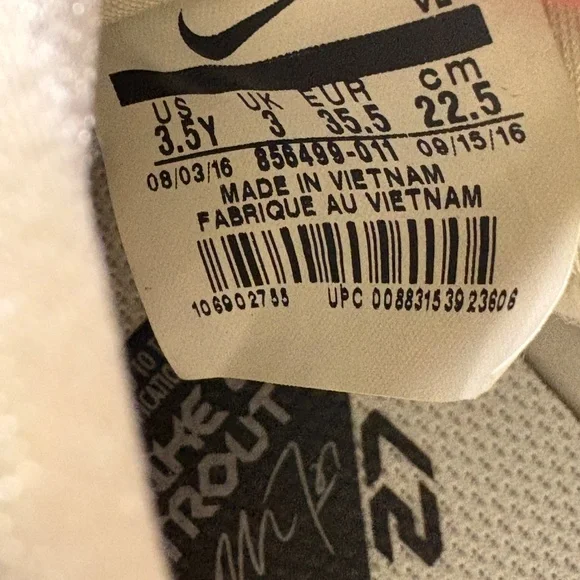 US UK EUR cm
3.5Y 3 35.5 22.5
08/03/16 856499-011 09/15/16
MADE IN VIETNAM
FABRIQUE AU VIETNAM
106902755 UPC 00883153923606
TROUT
27